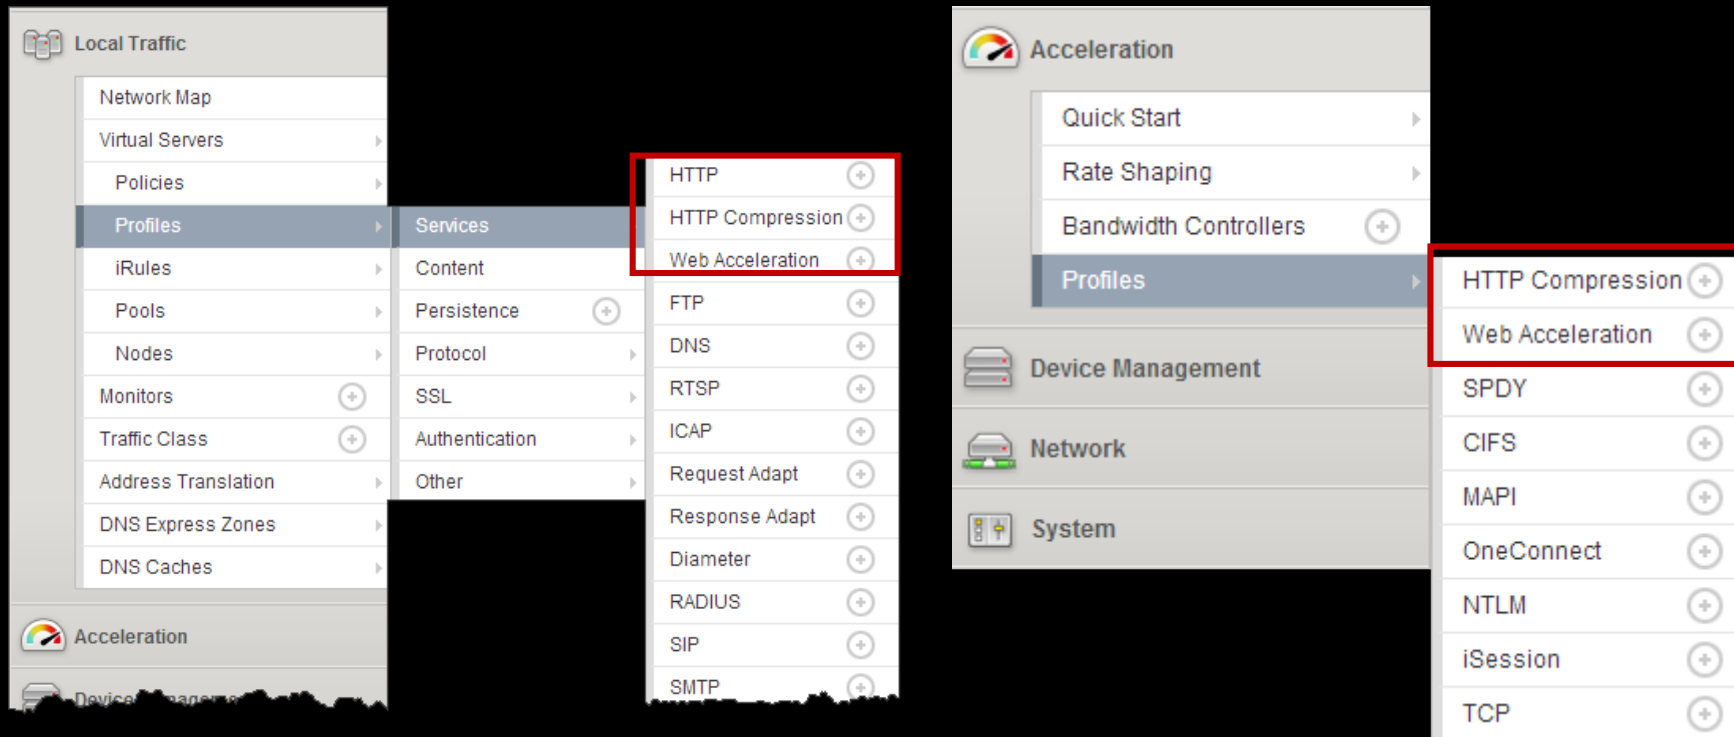 Local Traffic
Network Map
Virtual Servers
Policies
Profiles
iRules
Pools
Nodes
Monitors
Traffic Class
Address Translation
DNS Express Zones
DNS Caches
Acceleration
Services
Content
Persistence
Protocol
SSL
Authentication
Other
HTTP
HTTP Compression
Web Acceleration
FTP
DNS
RTSP
ICAP
Request Adapt
Response Adapt
Diameter
RADIUS
SIP
SMTP
Acceleration
Quick Start
Rate Shaping
Bandwidth Controllers
Profiles
Device Management
Network
System
HTTP Compression
Web Acceleration
SPDY
CIFS
MAPI
OneConnect
NTLM
iSession
TCP